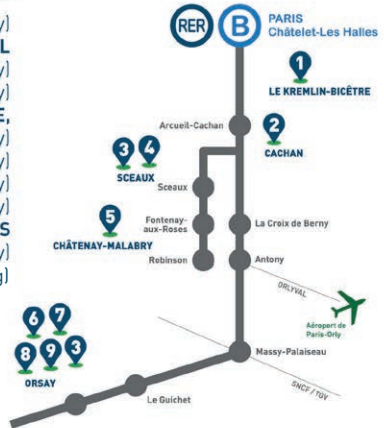 y)
L
y)
y)
E,
y)
y)
y)
y)
S
y)
g)
RER
B
PARIS
Châtelet-Les Halles
1
LE KREMLIN-BICÊTRE
Arcueil-Cachan
2
CACHAN
3
4
SCEAUX
Sceaux
5
CHÂTENAY-MALABRY
Fontenay-
aux-Roses
La Croix de Berny
Robinson
Antony
ORLYVAL
Aéroport de
Paris-Orly
6
7
8
9
3
ORSAY
Massy-Palaiseau
Le Guichet
SNCF / TGV